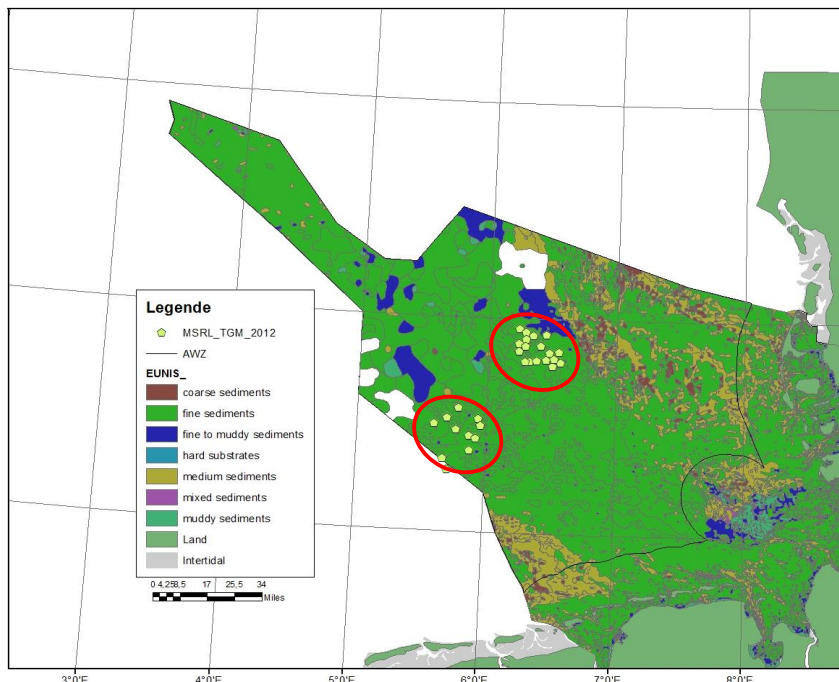 Legende
MSRL_TGM_2012
AWZ
EUNIS_
coarse sediments
fine sediments
fine to muddy sediments
hard substrates
medium sediments
mixed sediments
muddy sediments
Land
Intertidal
0 4,258,5 17 25,5 34
Miles
3°0'E 4°0'E 5°0'E 6°0'E 7°0'E 8°0'E